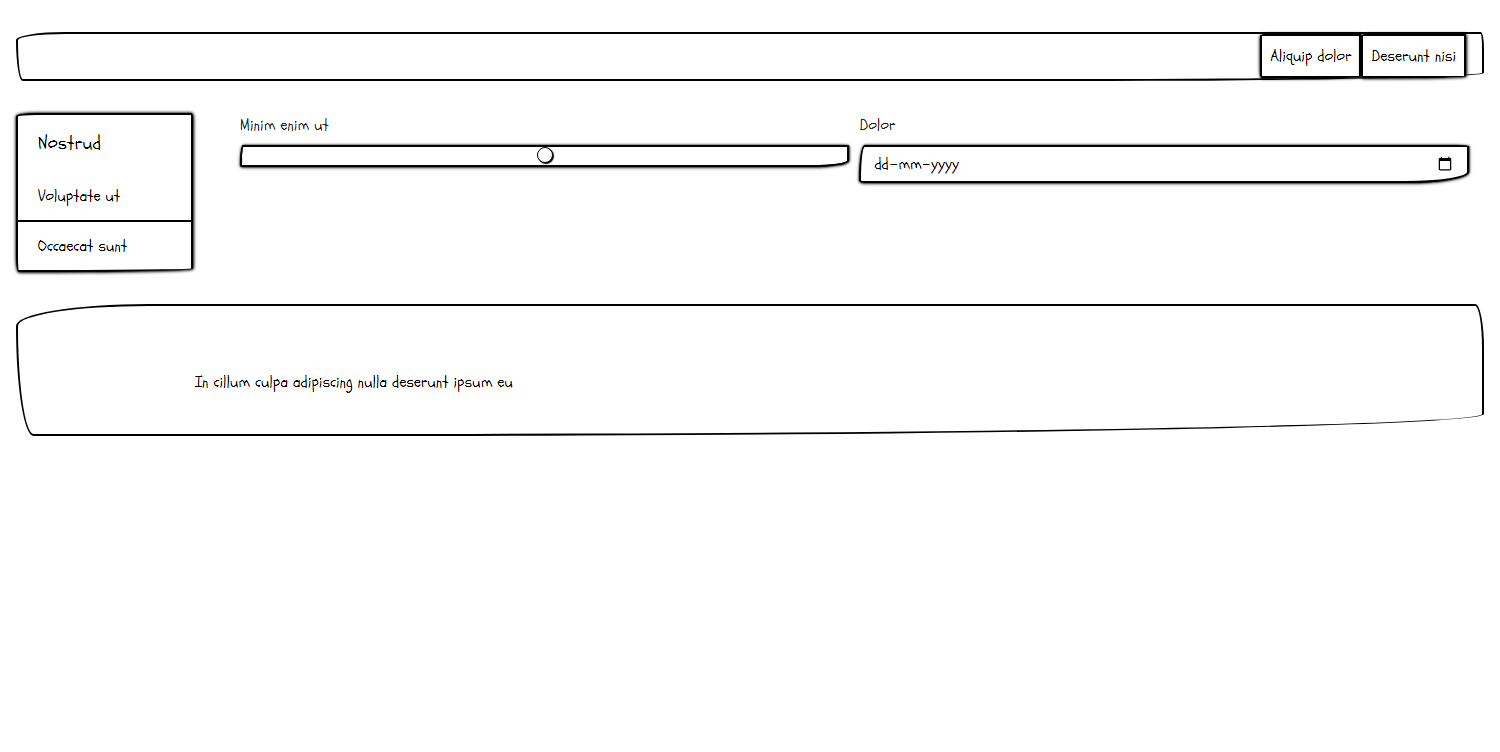 Aliquip dolor
Deserunt nisi
Nostrud
Voluptate ut
Occaecat sunt
Minim enim ut
Dolor
dd-mm-yyyy
In cillum culpa adipiscing nulla deserunt ipsum eu